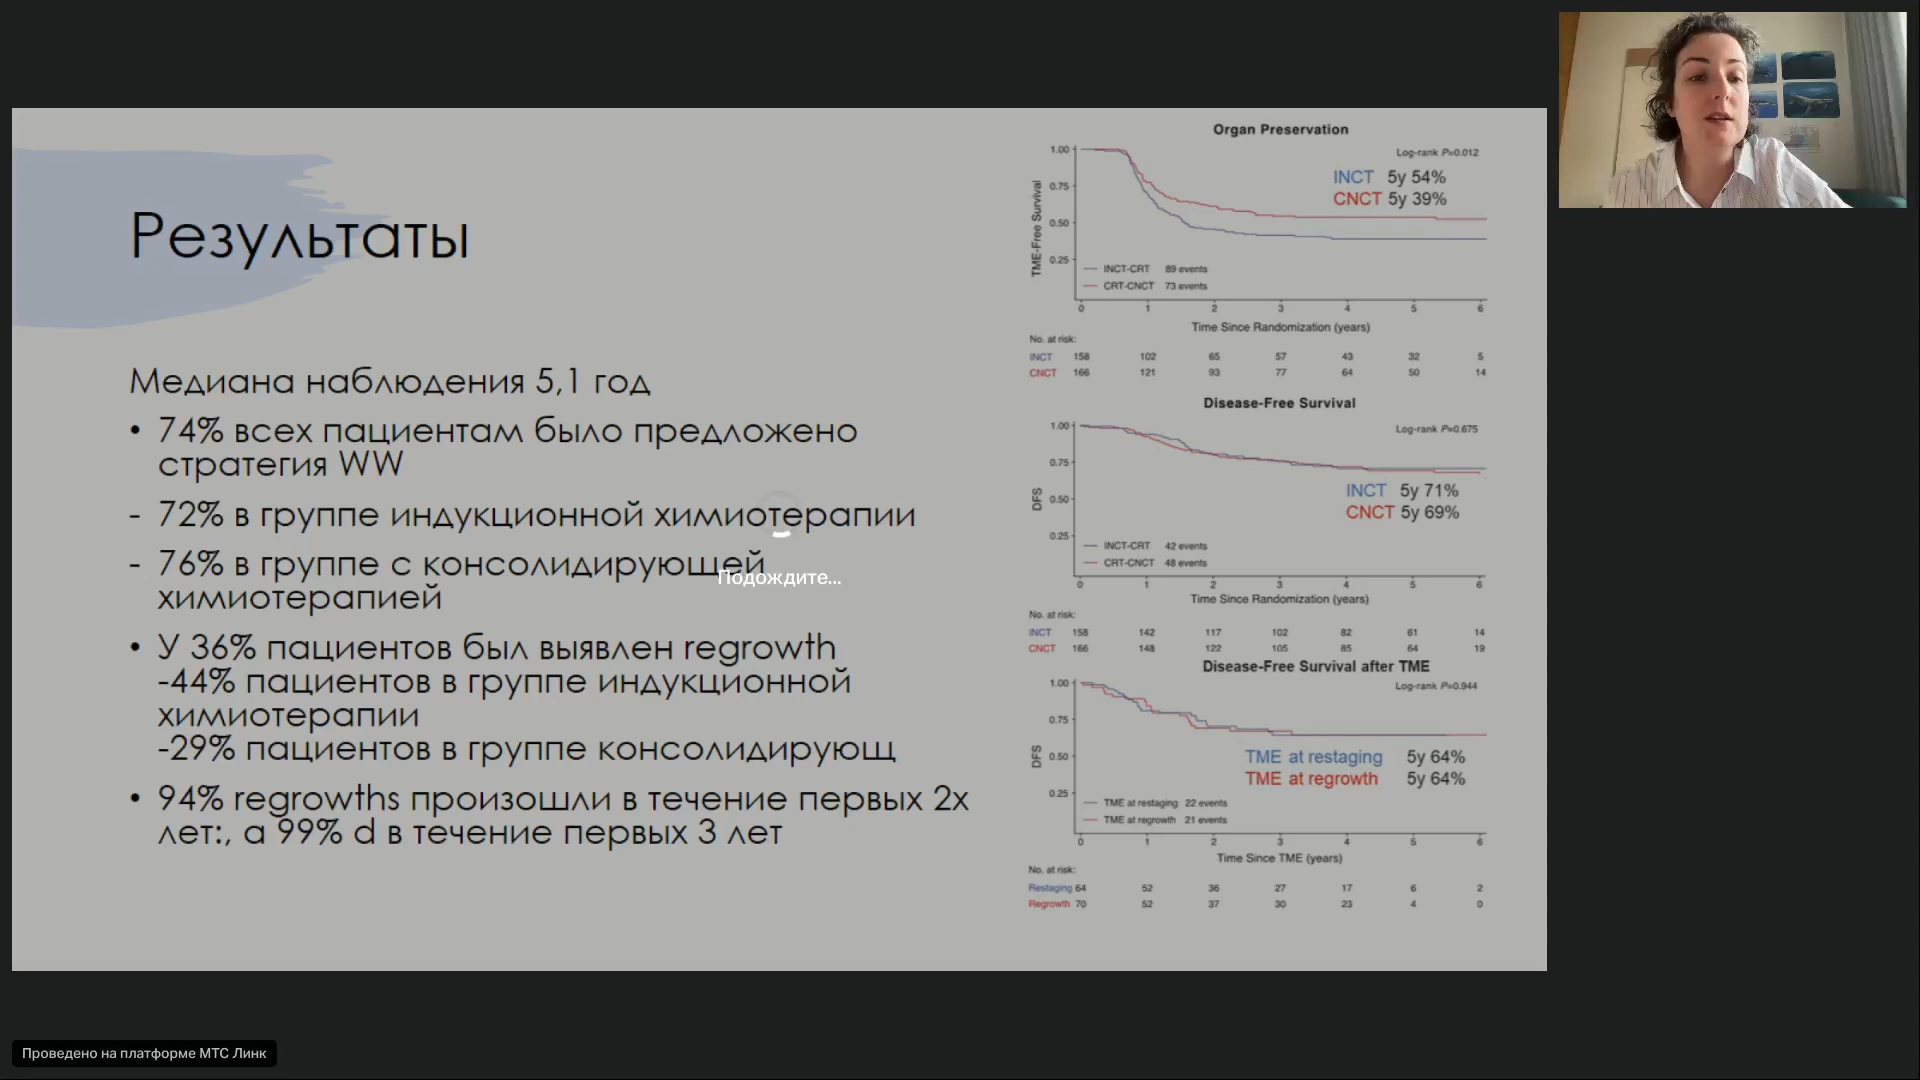 Результаты
Медиана наблюдения 5,1 год
• 74% всех пациентам было предложено
стратегия WW
- 72% в группе индукционной химиотерапии
- 76% в группе с консолидирующей
химиотерапией
• У 36% пациентов был выявлен regrowth
-44% пациентов в группе индукционной
химиотерапии
-29% пациентов в группе консолидирующ
• 94% regrowths произошли в течение первых 2х
лет:, а 99% d в течение первых 3 лет
Подождите...
Organ Preservation
Log-rank P=0.012
INCT 5y 54%
CNCT 5y 39%
TME-Free Survival
1.00
0.75
0.50
0.25
INCT-CRT 89 events
CRT-CNCT 73 events
0 1 2 3 4 5 6
Time Since Randomization (years)
No. at risk:
INCT 158 102 65 57 43 32 5
CNCT 166 121 93 77 64 50 14
Disease-Free Survival
Log-rank P=0.675
DFS
1.00
0.75
0.50
0.25
INCT 5y 71%
CNCT 5y 69%
INCT-CRT 42 events
CRT-CNCT 48 events
0 1 2 3 4 5 6
Time Since Randomization (years)
No. at risk:
INCT 158 142 117 102 82 61 14
CNCT 166 148 122 105 85 64 19
Disease-Free Survival after TME
Log-rank P=0.944
DFS
1.00
0.75
0.50
0.25
TME at restaging 5y 64%
TME at regrowth 5y 64%
TME at restaging 22 events
TME at regrowth 21 events
0 1 2 3 4 5 6
Time Since TME (years)
No. at risk:
Restaging 64 52 36 27 17 6 2
Regrowth 70 52 37 30 23 4 0
Проведено на платформе МТС Линк